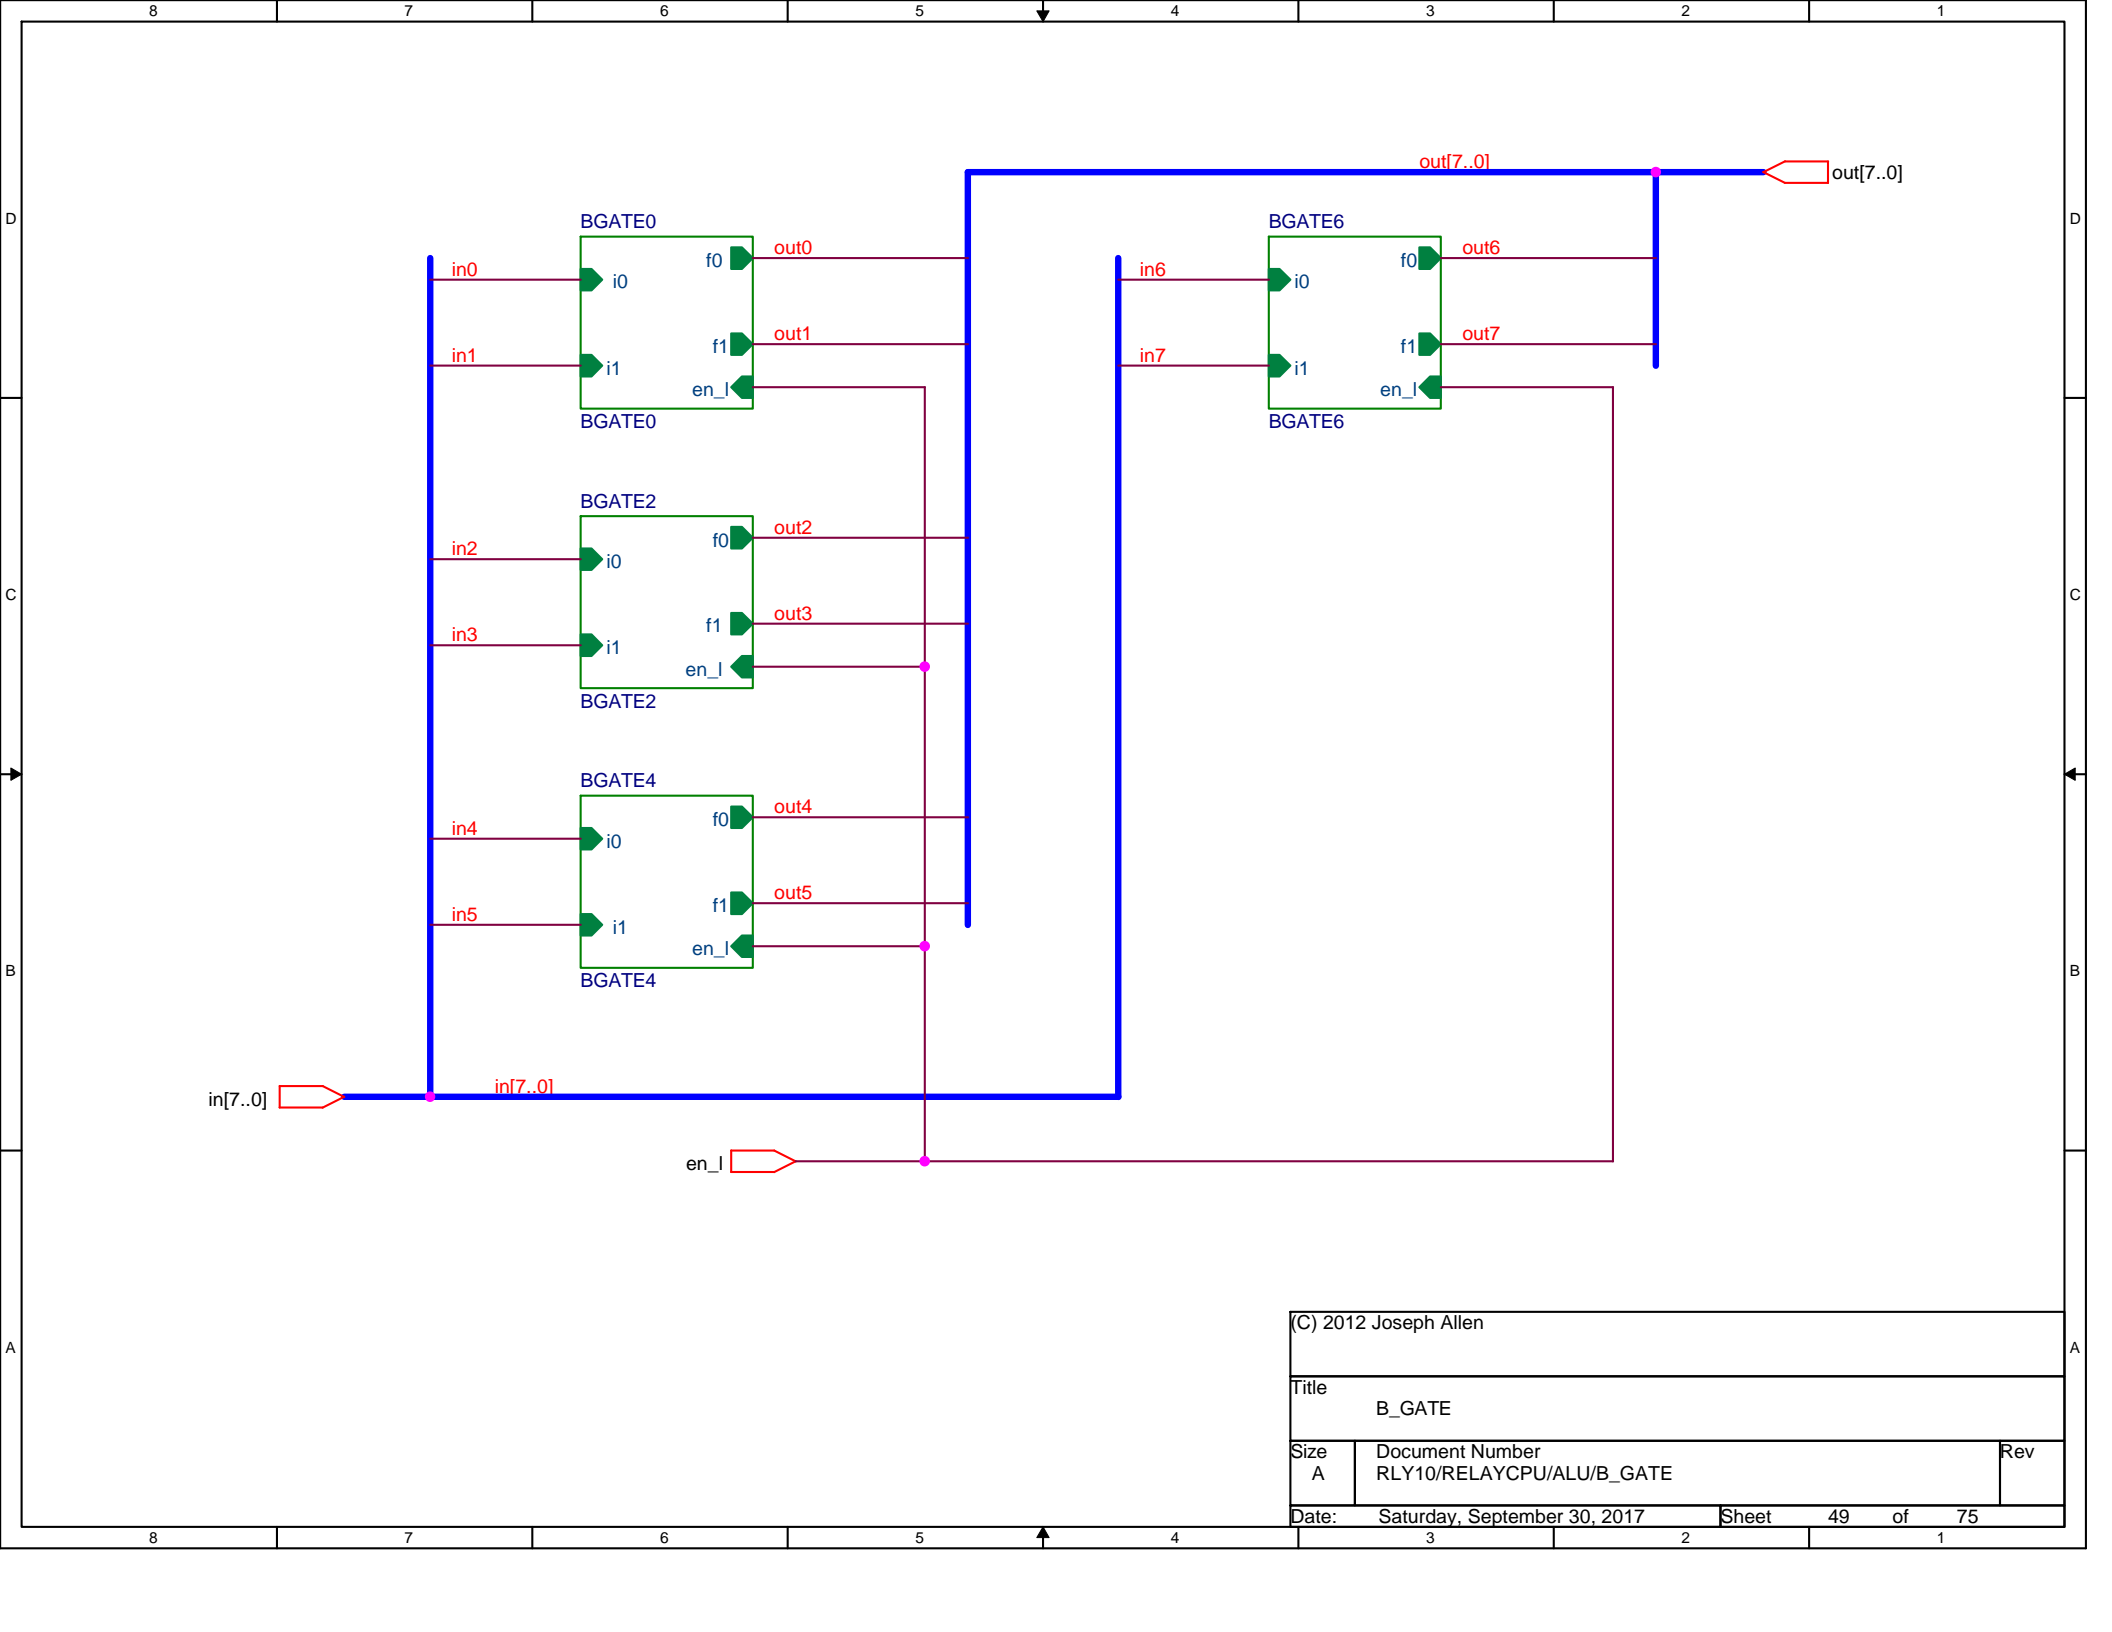 8 7 6 5 4 3 2 1
out[7..0]
out[7..0]
D
D
BGATE0
in0
i0
f0
out0
in1
i1
f1
out1
en_l
BGATE0
BGATE6
in6
i0
f0
out6
in7
i1
f1
out7
en_l
BGATE6
BGATE2
in2
i0
f0
out2
in3
i1
f1
out3
en_l
BGATE2
C
C
BGATE4
in4
i0
f0
out4
in5
i1
f1
out5
en_l
BGATE4
B
B
in[7..0]
in[7..0]
en_l
A
A
(C) 2012 Joseph Allen
Title
B_GATE
Size
A
Document Number
RLY10/RELAYCPU/ALU/B_GATE
Rev
Date: Saturday, September 30, 2017
Sheet 49 of 75
8 7 6 5 4 3 2 1